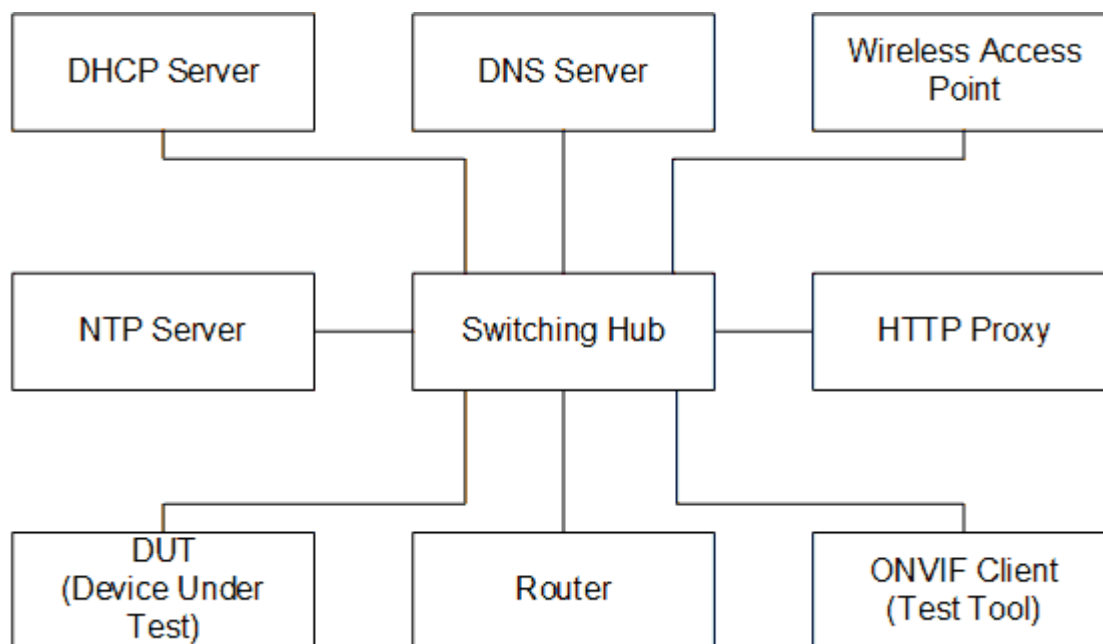 DHCP Server
DNS Server
Wireless Access
Point
NTP Server
Switching Hub
HTTP Proxy
DUT
(Device Under
Test)
Router
ONVIF Client
(Test Tool)